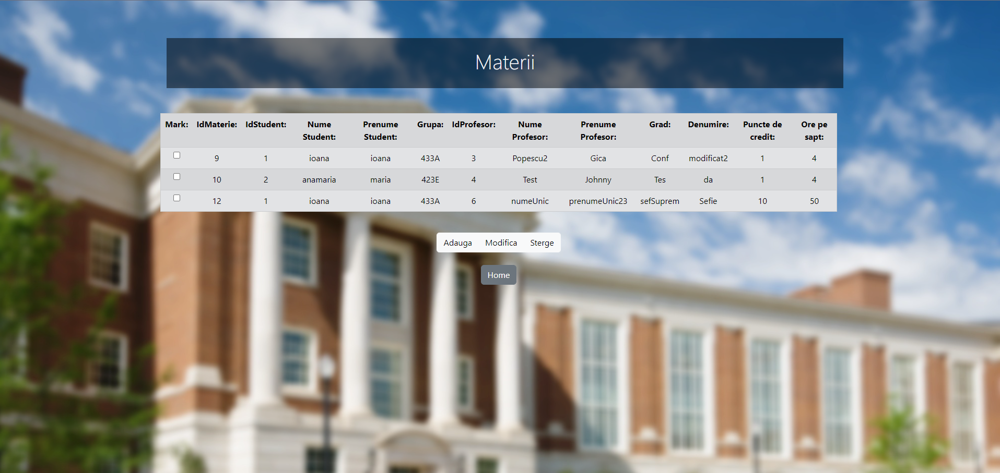 Materii
Mark: IdMaterie: IdStudent: Nume Student: Prenume Student: Grupa: IdProfesor: Nume Profesor: Prenume Profesor: Grad: Denumire: Puncte de credit: Ore pe sapt:
9 1 ioana ioana 433A 3 Popescu2 Gica Conf modificat2 1 4
10 2 anamaria maria 423E 4 Test Johnny Tes da 1 4
12 1 ioana ioana 433A 6 numeUnic prenumeUnic23 sefSuprem Sefie 10 50
Adauga Modifica Sterge
Home